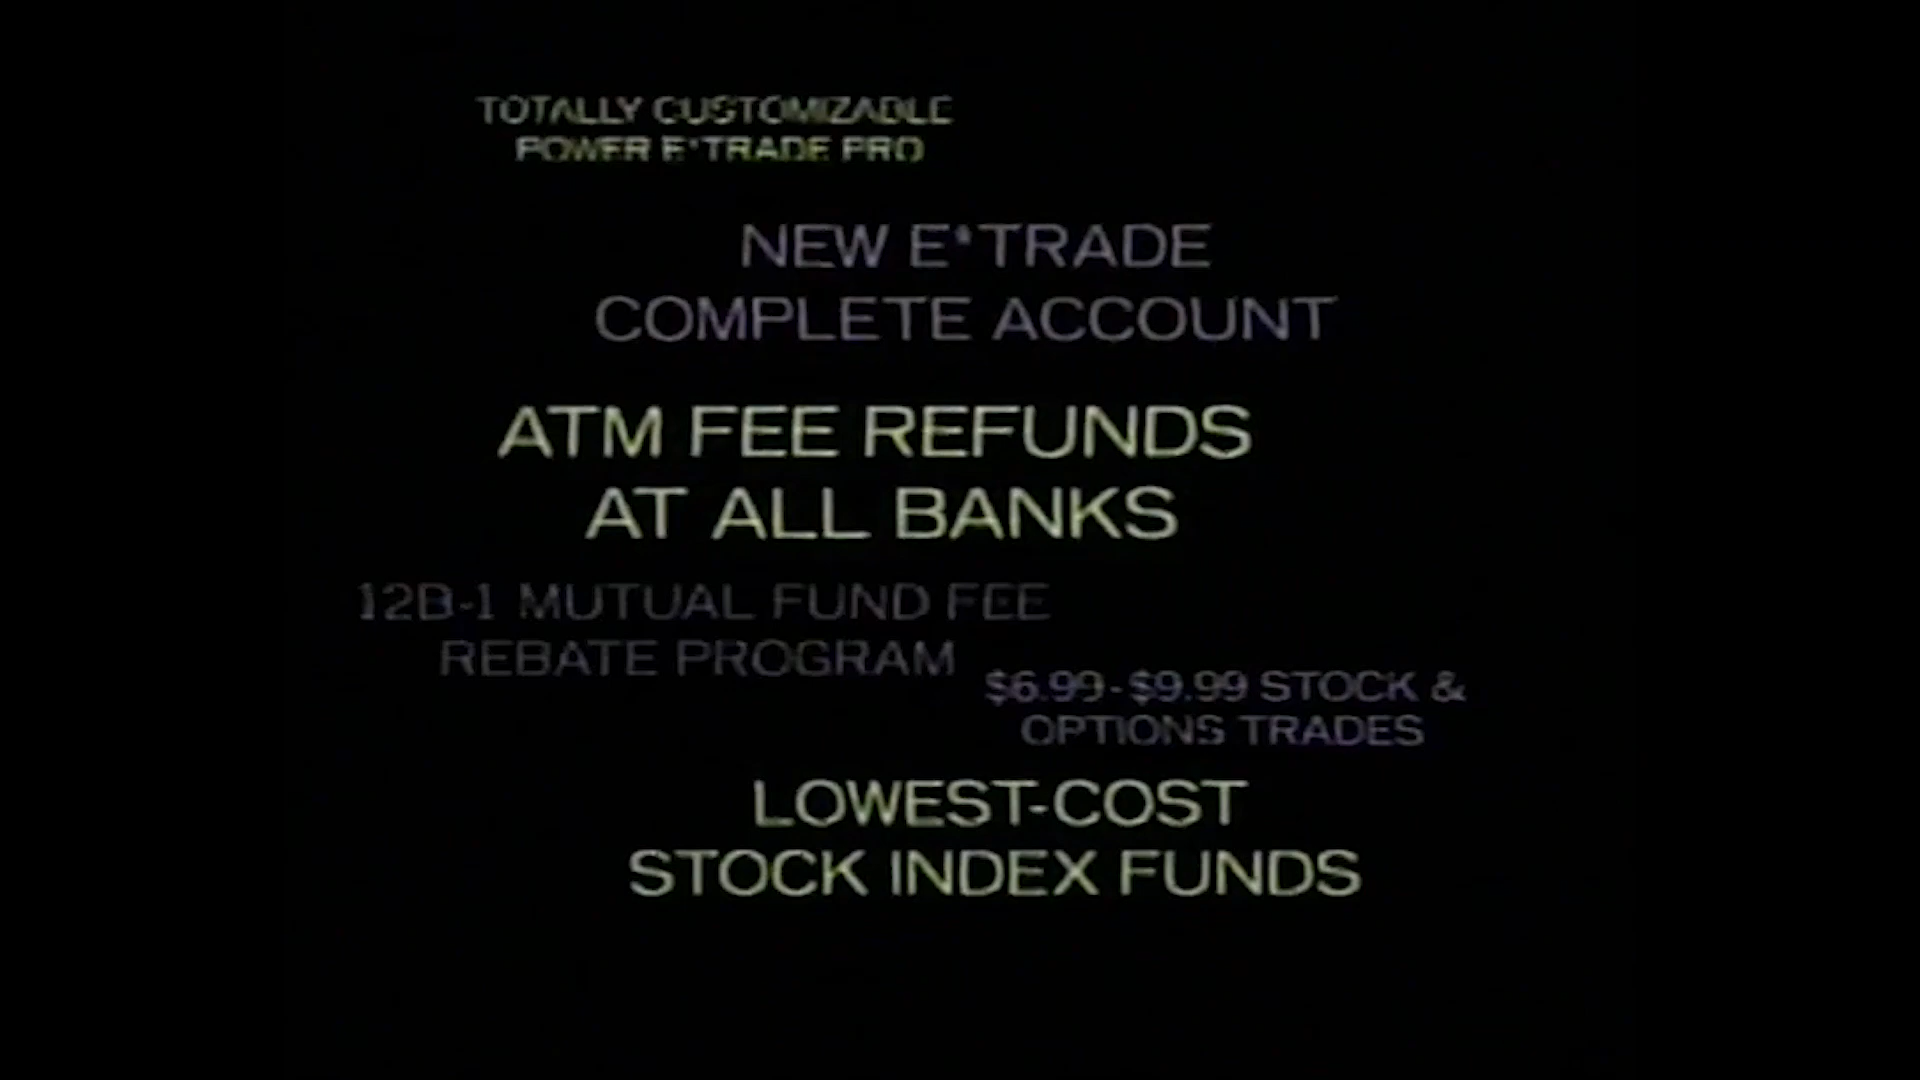 TOTALLY CUSTOMIZABLE
POWER E*TRADE PRO
NEW E*TRADE
COMPLETE ACCOUNT
ATM FEE REFUNDS
AT ALL BANKS
12B-1 MUTUAL FUND FEE
REBATE PROGRAM
$6.99-$9.99 STOCK &
OPTIONS TRADES
LOWEST-COST
STOCK INDEX FUNDS